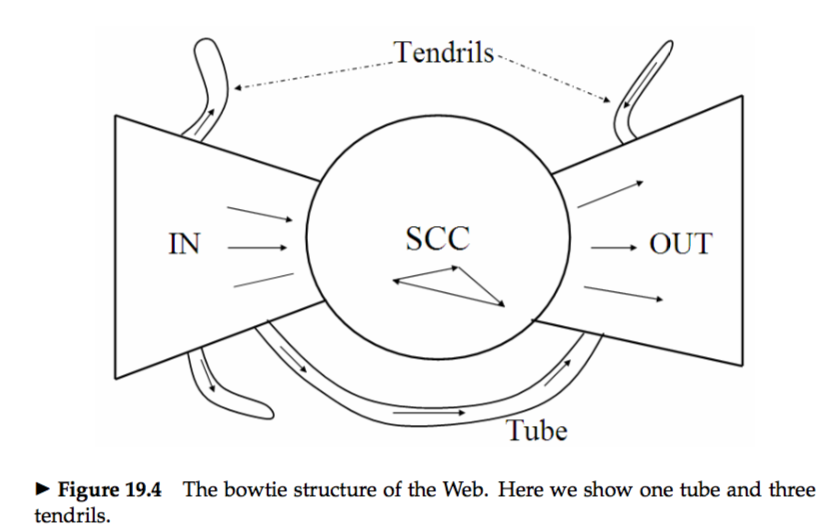 Tendrils
IN
SCC
OUT
Tube
► Figure 19.4 The bowtie structure of the Web. Here we show one tube and three
tendrils.